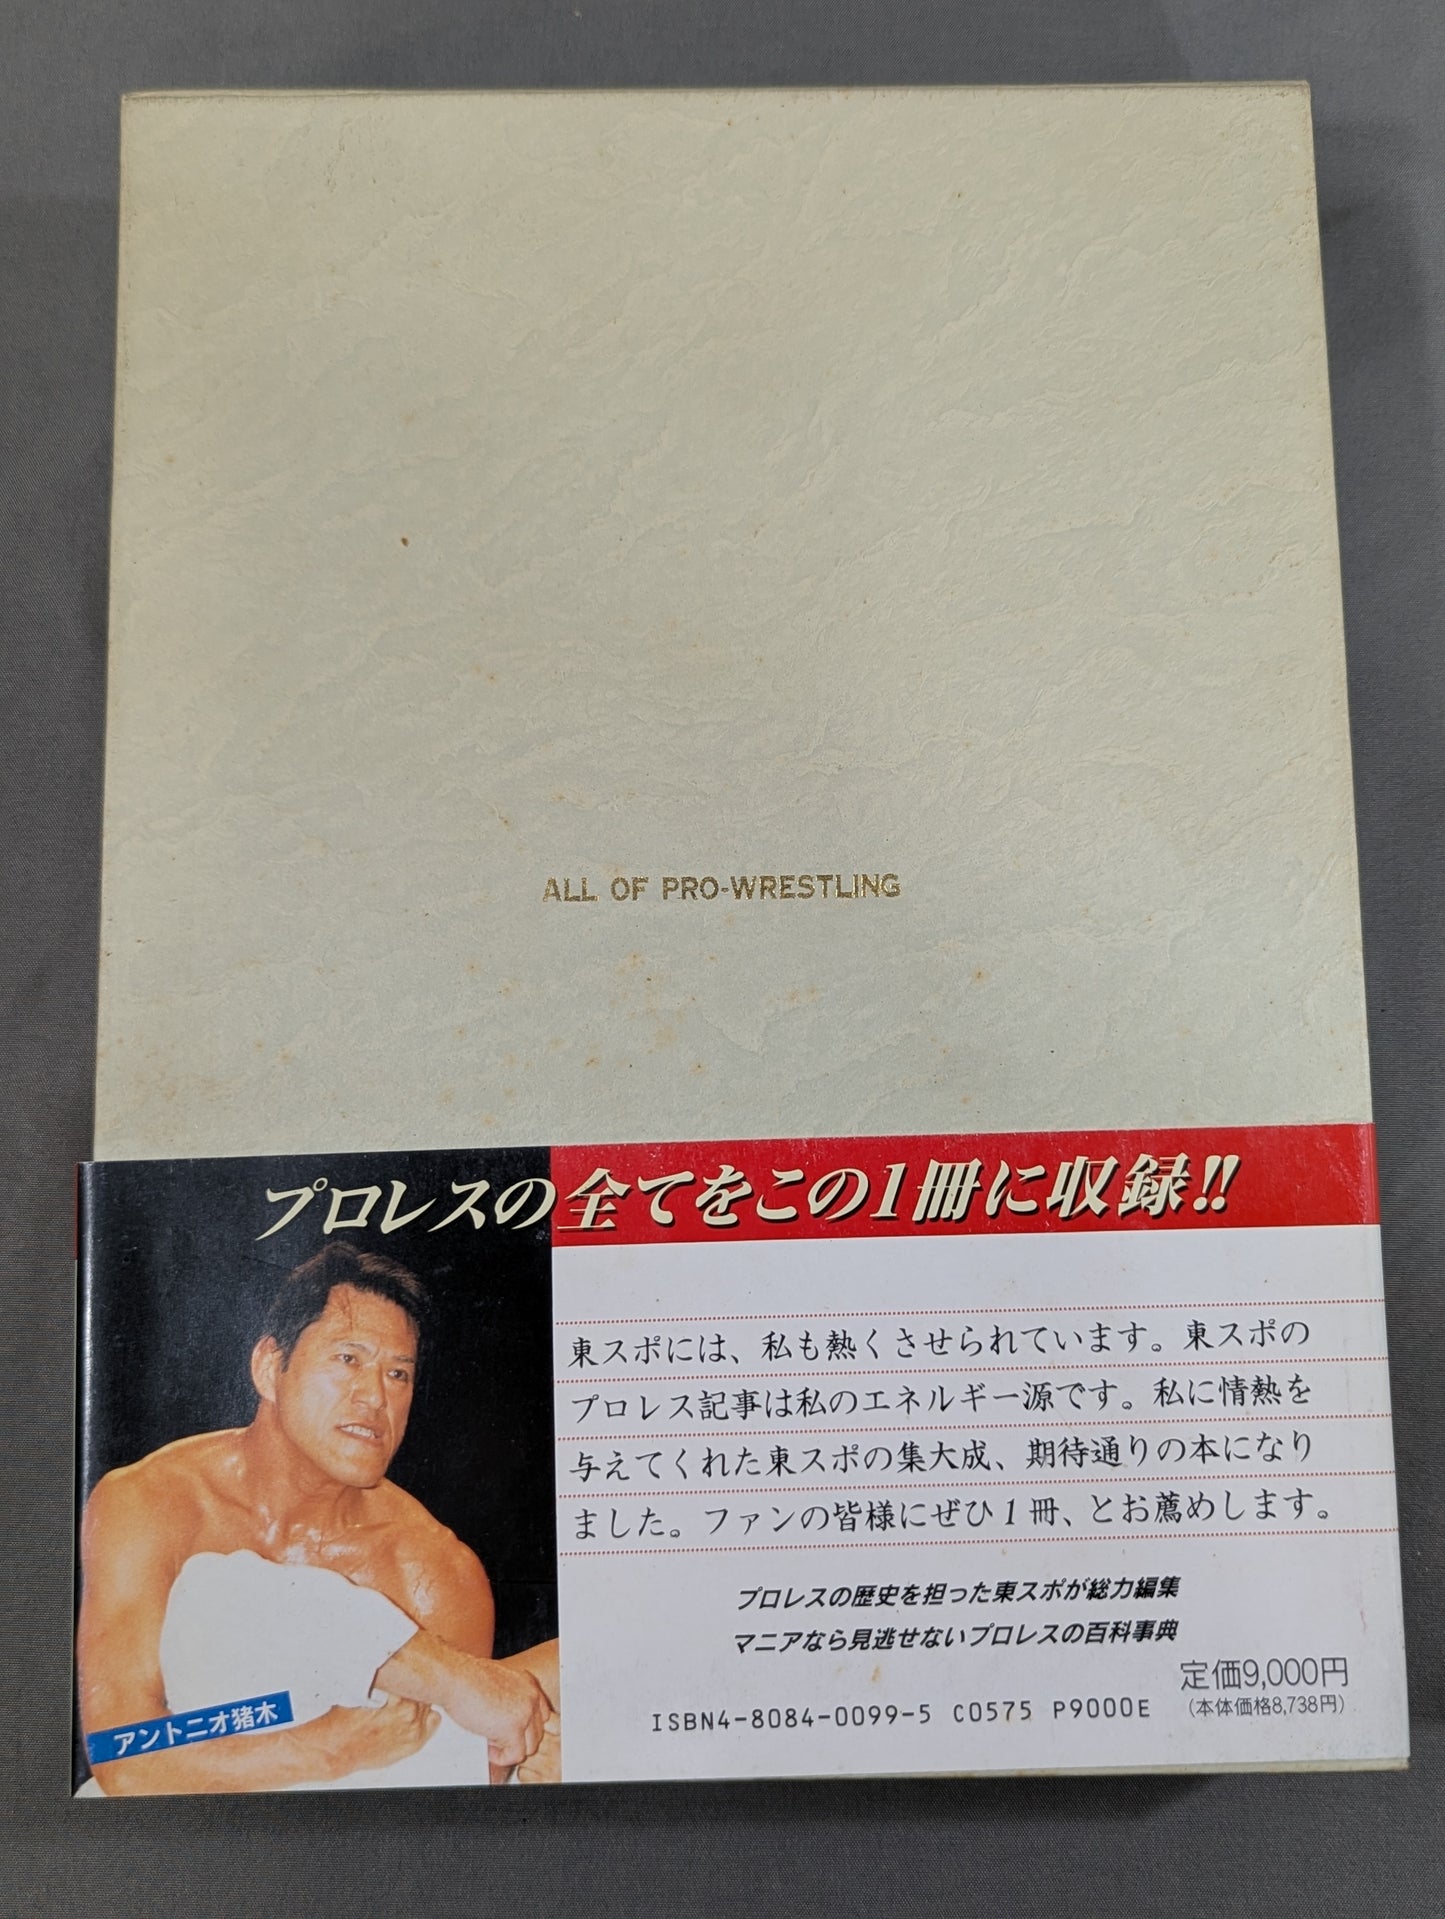 ALL OF PRO-WRESTLING
プロレスの全てをこの1冊に収録!!
東スポには、私も熱くさせられています。東スポの
プロレス記事は私のエネルギー源です。私に情熱を
与えてくれた東スポの集大成、期待通りの本になり
ました。ファンの皆様にぜひ1冊、とお薦めします。
プロレスの歴史を担った東スポが総力編集
マニアなら見逃せないプロレスの百科事典
定価9,000円
(本体価格8,738円)
ISBN4-8084-0099-5 C0575 P9000E
アントニオ猪木